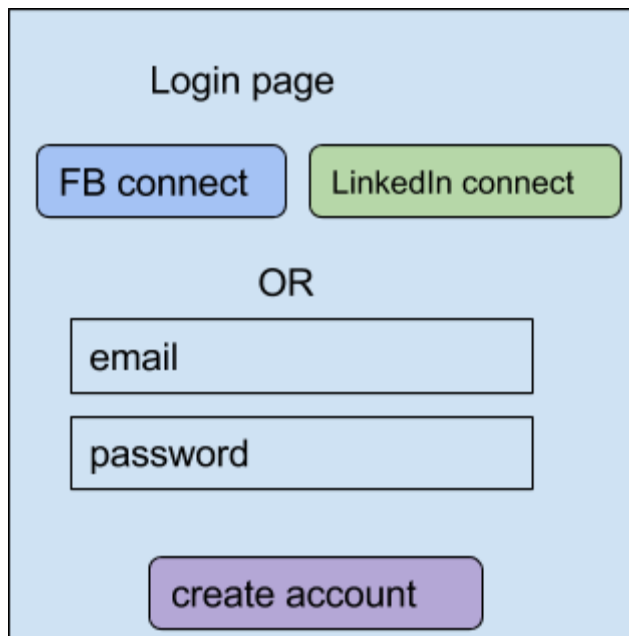 Login page
FB connect LinkedIn connect
OR
email
password
create account